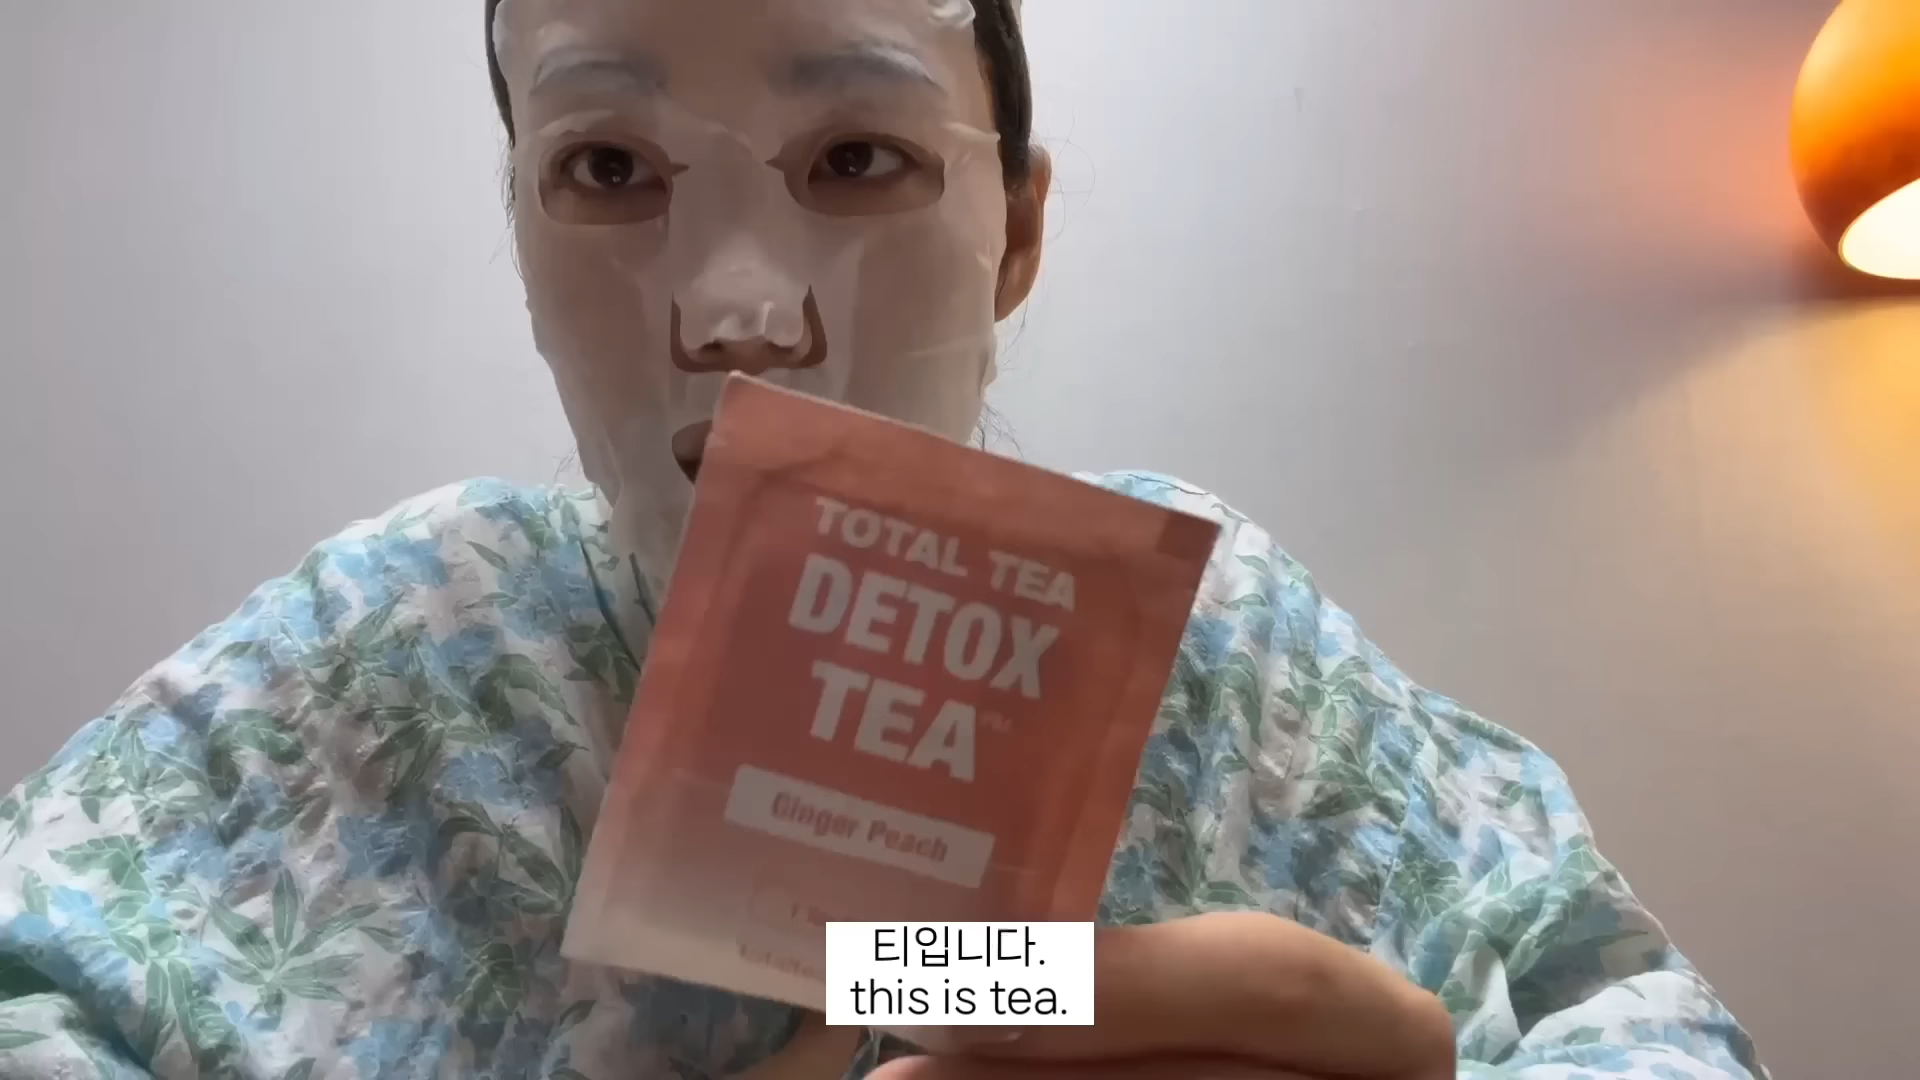 TOTAL TEA
DETOX
TEA
Ginger Peach
티입니다.
this is tea.